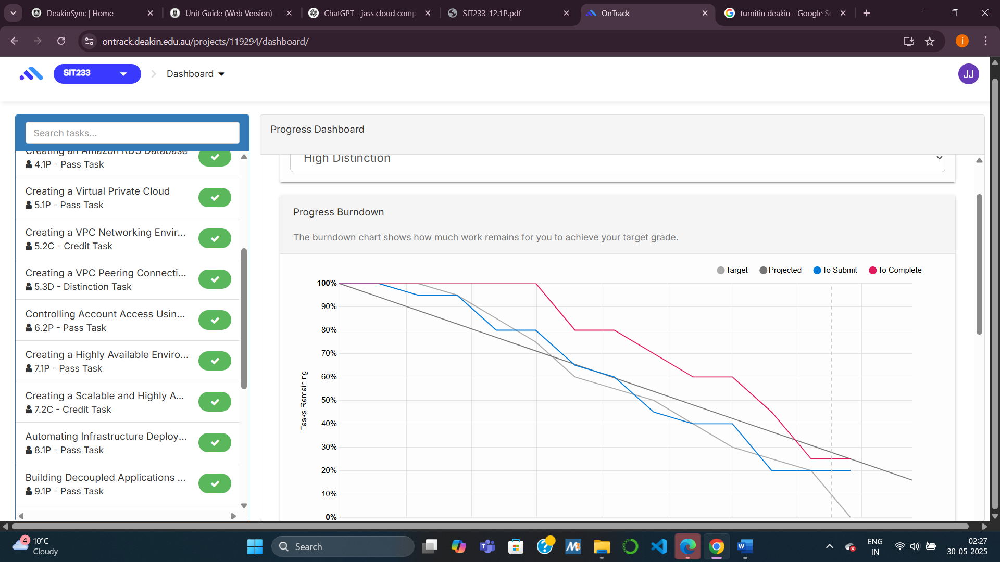 DeakinSync | Home
Unit Guide (Web Version) -
ChatGPT - jass cloud comp
SIT233-12.1P.pdf
OnTrack
turnitin deakin - Google Se
ontrack.deakin.edu.au/projects/119294/dashboard/
j
SIT233
Dashboard
JJ
Search tasks...
Creating an Amazon RDS Database
4.1P - Pass Task
Creating a Virtual Private Cloud
5.1P - Pass Task
Creating a VPC Networking Envir...
5.2C - Credit Task
Creating a VPC Peering Connecti...
5.3D - Distinction Task
Controlling Account Access Usin...
6.2P - Pass Task
Creating a Highly Available Enviro...
7.1P - Pass Task
Creating a Scalable and Highly A...
7.2C - Credit Task
Automating Infrastructure Deploy...
8.1P - Pass Task
Building Decoupled Applications ...
9.1P - Pass Task
Progress Dashboard
High Distinction
Progress Burndown
The burndown chart shows how much work remains for you to achieve your target grade.
Target
Projected
To Submit
To Complete
Tasks Remaining
100%
90%
80%
70%
60%
50%
40%
30%
20%
10%
0%
4
10°C
Cloudy
Search
ENG
IN
02:27
30-05-2025